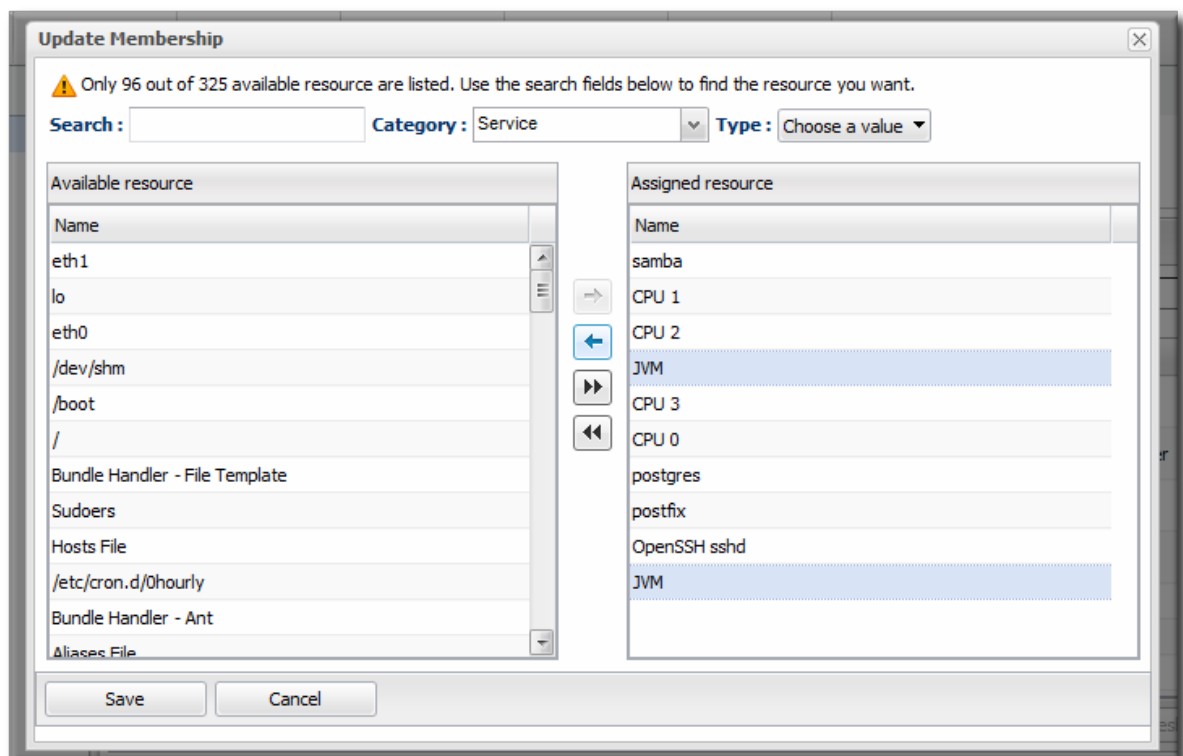 Update Membership
Only 96 out of 325 available resource are listed. Use the search fields below to find the resource you want.
Search : Category : Service Type : Choose a value
Available resource
Name
eth1
lo
eth0
/dev/shm
/boot
/
Bundle Handler - File Template
Sudoers
Hosts File
/etc/cron.d/0hourly
Bundle Handler - Ant
Aliases File
Assigned resource
Name
samba
CPU 1
CPU 2
JVM
CPU 3
CPU 0
postgres
postfix
OpenSSH sshd
JVM
Save Cancel